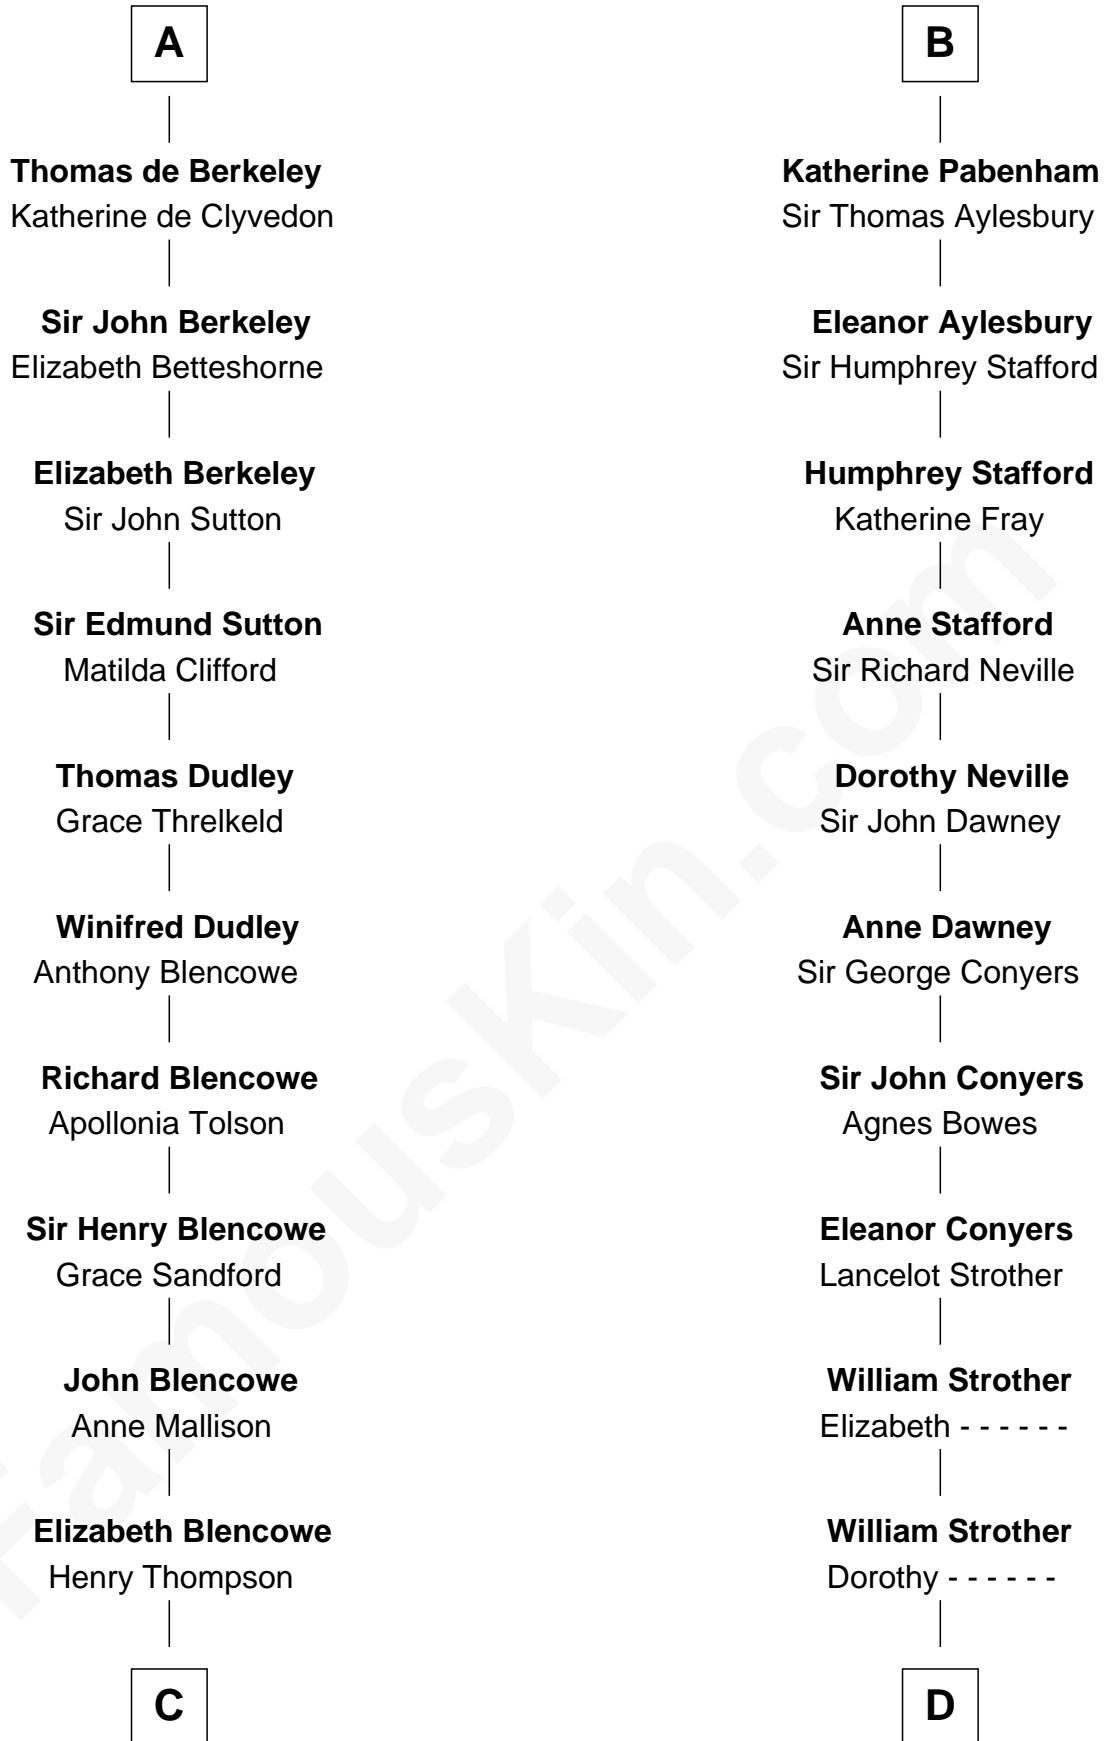 A
Thomas de Berkeley
Katherine de Clyvedon
Sir John Berkeley
Elizabeth Betteshorne
Elizabeth Berkeley
Sir John Sutton
Sir Edmund Sutton
Matilda Clifford
Thomas Dudley
Grace Threlkeld
Winifred Dudley
Anthony Blencowe
Richard Blencowe
Apollonia Tolson
Sir Henry Blencowe
Grace Sandford
John Blencowe
Anne Mallison
Elizabeth Blencowe
Henry Thompson
C
B
Katherine Pabenham
Sir Thomas Aylesbury
Eleanor Aylesbury
Sir Humphrey Stafford
Humphrey Stafford
Katherine Fray
Anne Stafford
Sir Richard Neville
Dorothy Neville
Sir John Dawney
Anne Dawney
Sir George Conyers
Sir John Conyers
Agnes Bowes
Eleanor Conyers
Lancelot Strother
William Strother
Elizabeth - - - - - -
William Strother
Dorothy - - - - - -
D
FamousKin.com